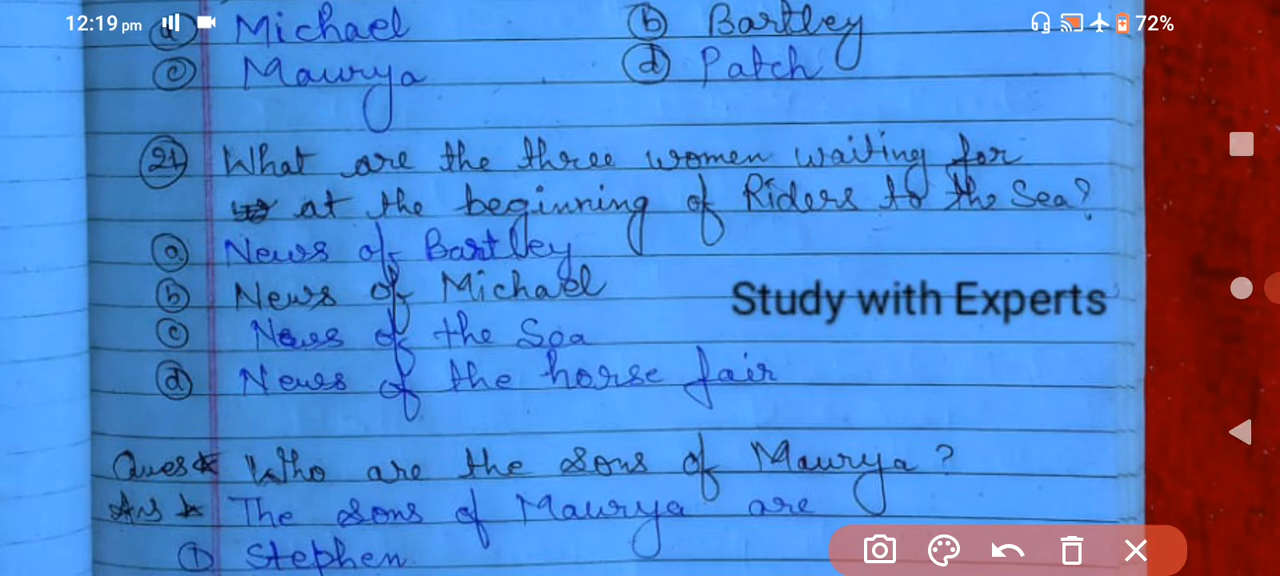 12:19 pm 72%
(a) Michael (b) Bartley
(c) Maurya (d) Patch
(21) What are the three women waiting for
at the beginning of Riders to the Sea?
(a) News of Bartley
(b) News of Michael
(c) News of the Sea
(d) News of the horse fair
Study with Experts
Ques* Who are the sons of Maurya?
Ans * The sons of Maurya are
(1) Stephen